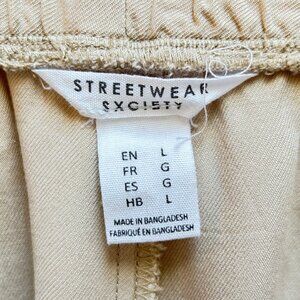 STREETWEAR
SXCIETY
EN L
FR G
ES G
HB L
MADE IN BANGLADESH
FABRIQUÉ EN BANGLADESH